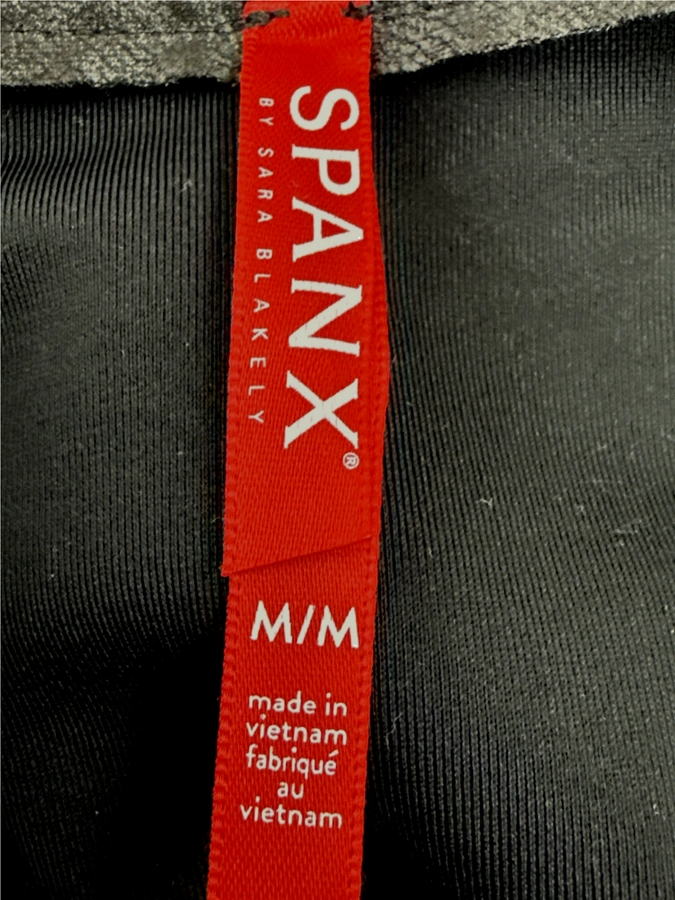 SPANX®
BY SARA BLAKELY
M/M
made in
vietnam
fabriqué
au
vietnam